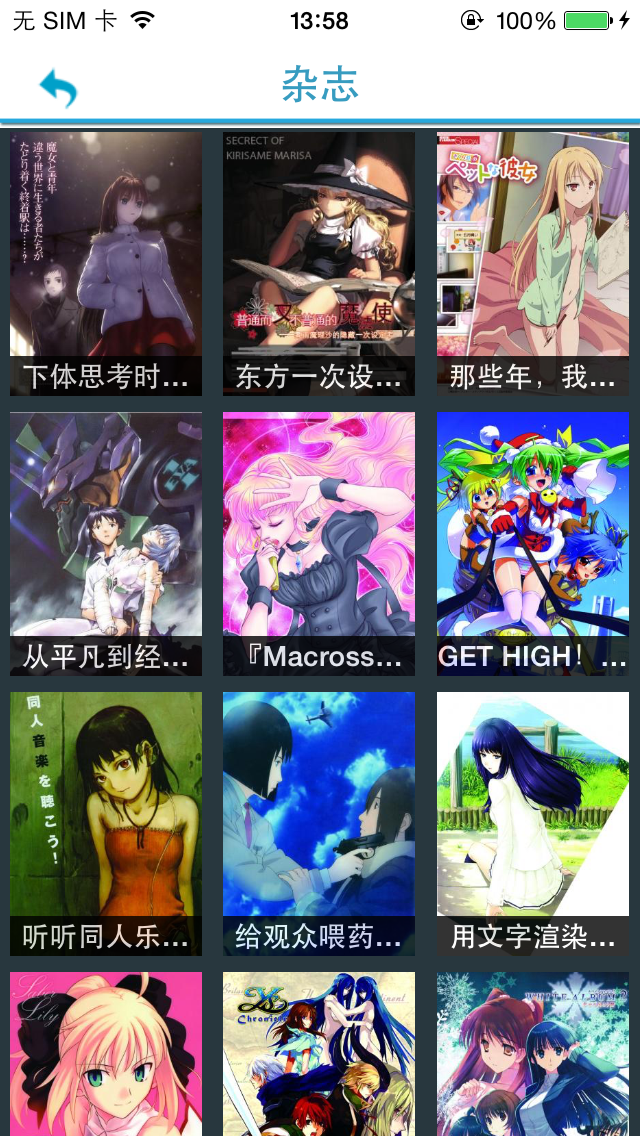 无 SIM 卡
13:58
100%
杂志
魔女と青年
違う世界に生きる者たちが
たどり着く終着駅は……?
SECRECT OF
KIRISAME MARISA
普通而又不普通的魔法使
ペットな彼女
下体思考时...
东方一次设...
那些年，我...
从平凡到经...
『Macross...
GET HIGH！...
同人音楽を聴こう！
听听同人乐...
给观众喂药...
用文字渲染...
Lily
Ys
Chronicle
WHITE ALBUM 2